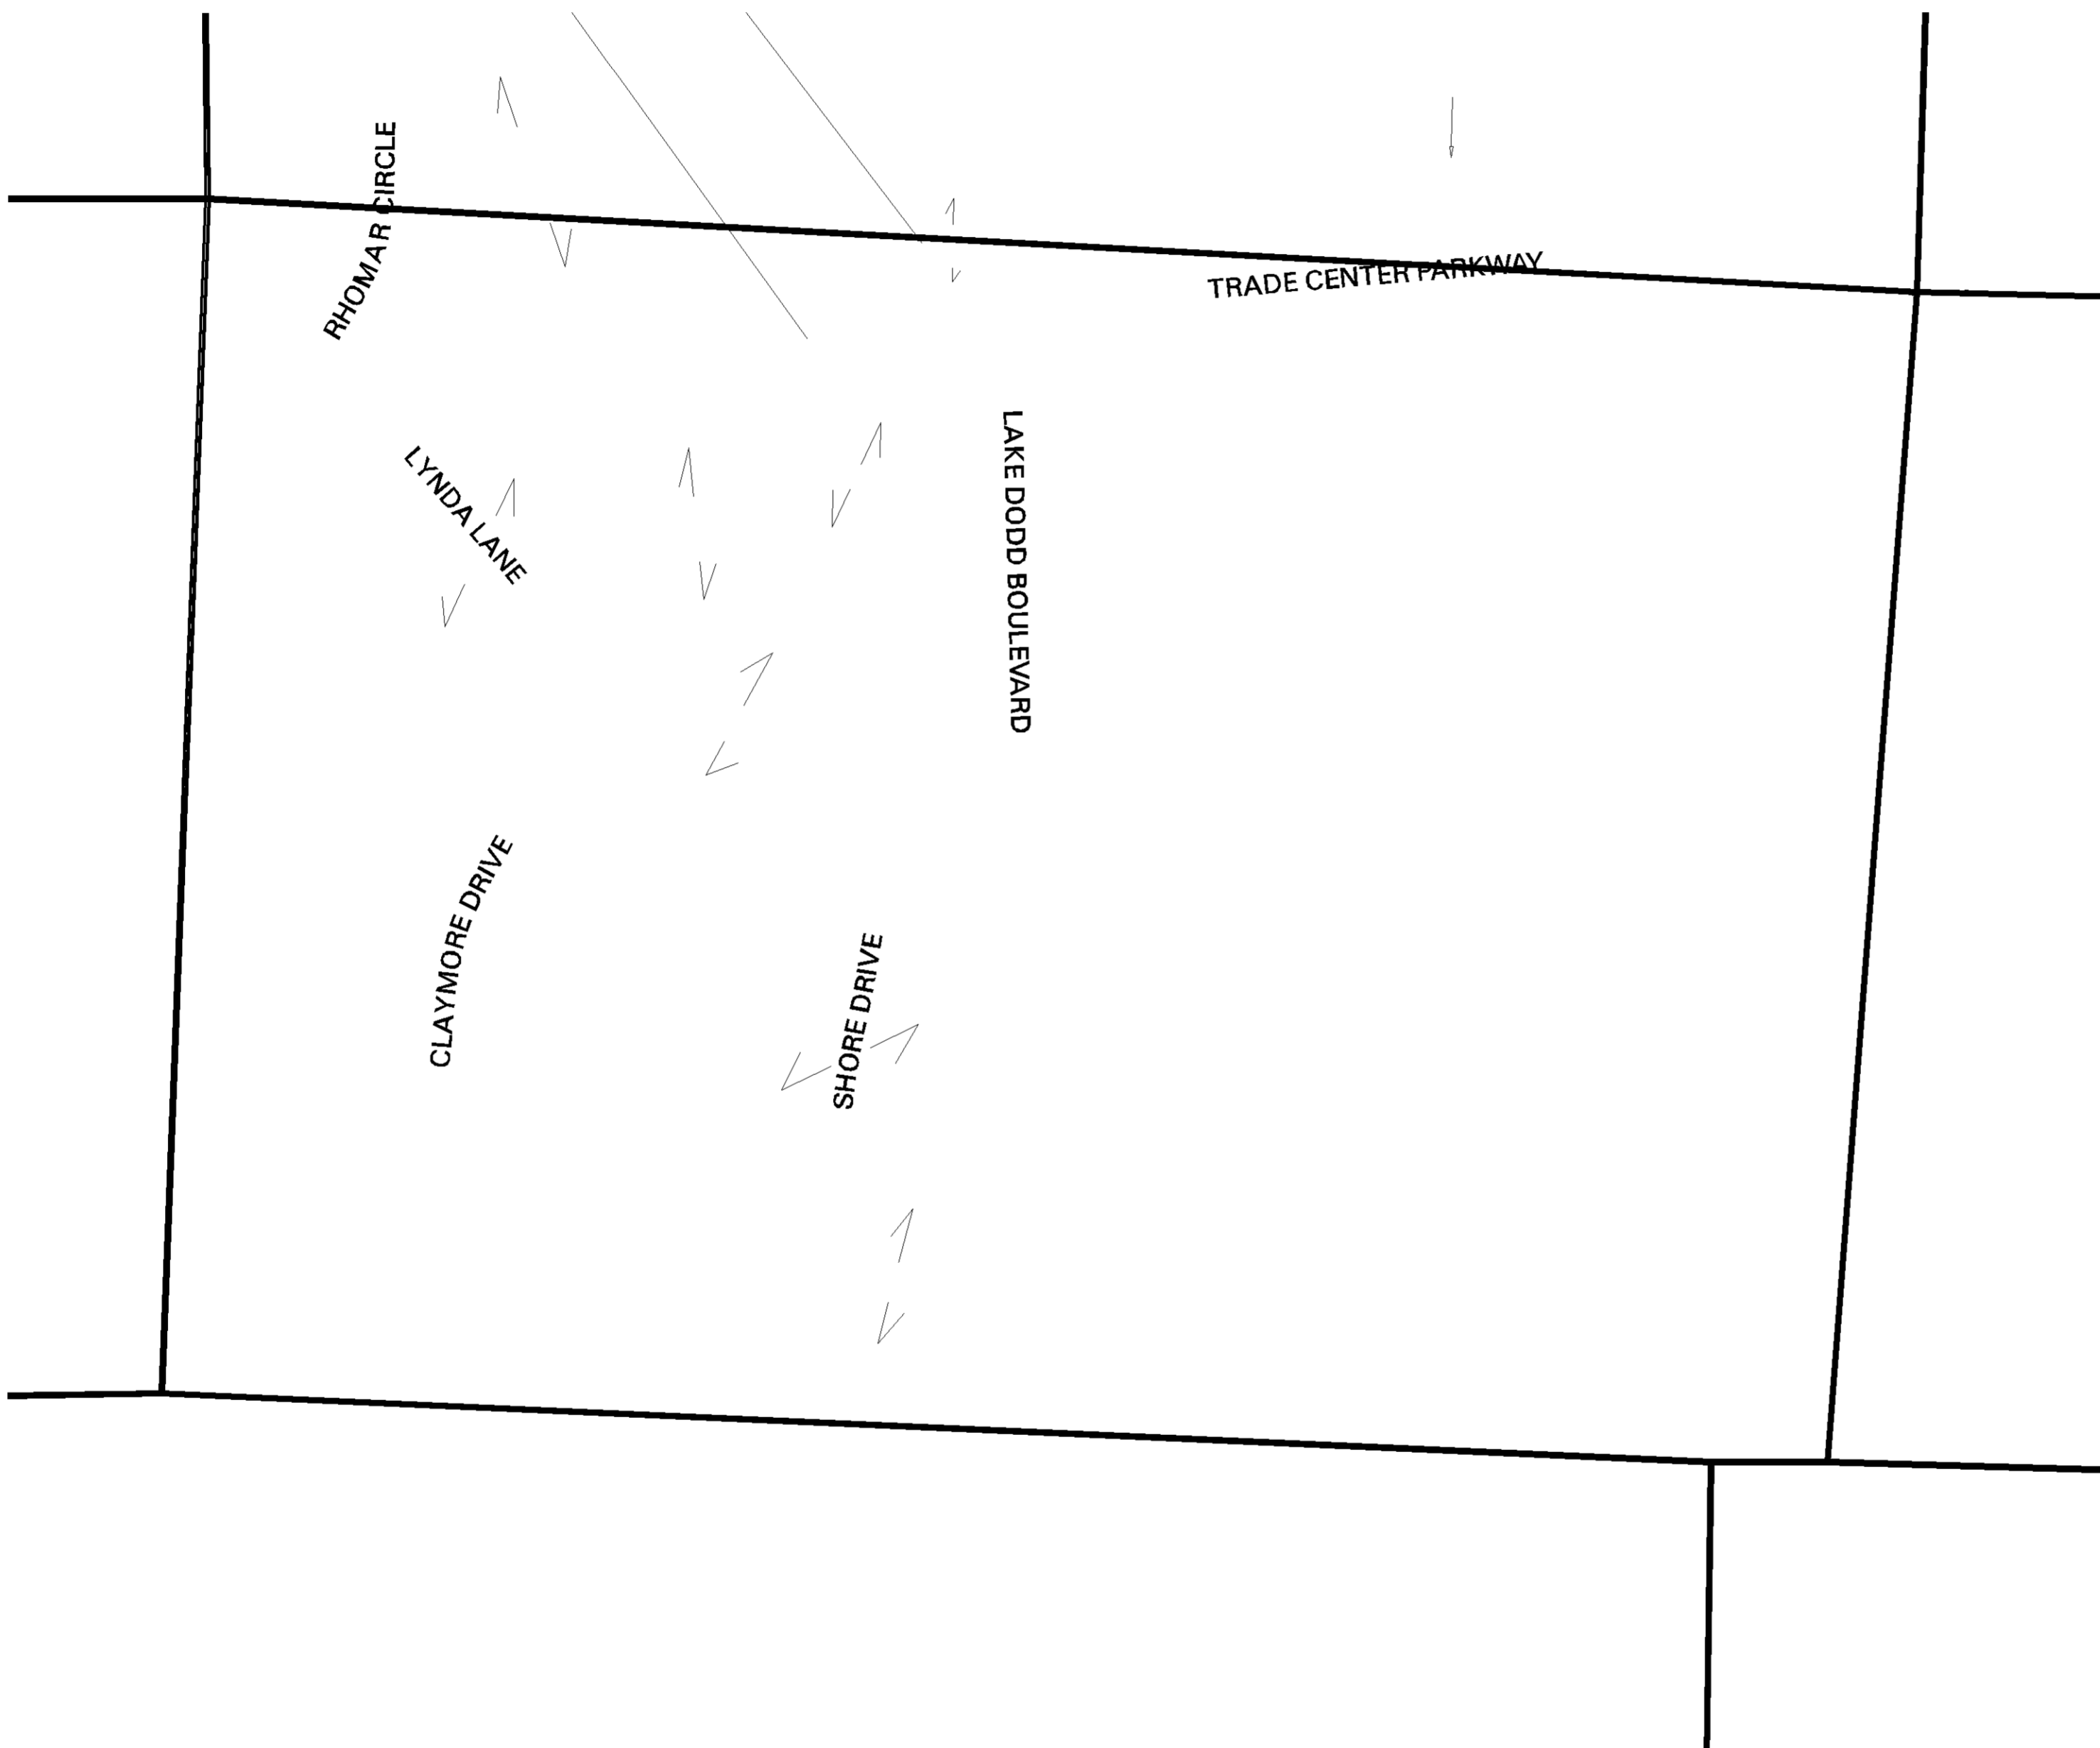 RHOMAR CIRCLE
TRADE CENTER PARKWAY
LYNDA LANE
LAKE DODD BOULEVARD
CLAYMORE DRIVE
SHORE DRIVE